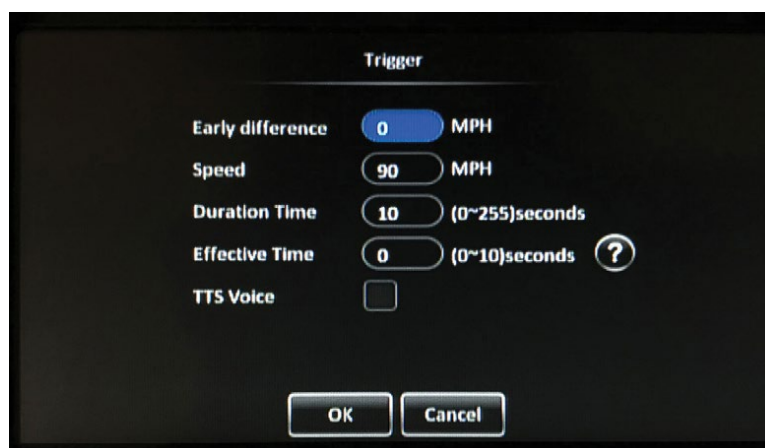 Trigger
Early difference 0 MPH
Speed 90 MPH
Duration Time 10 (0~255)seconds
Effective Time 0 (0~10)seconds ?
TTS Voice
OK Cancel